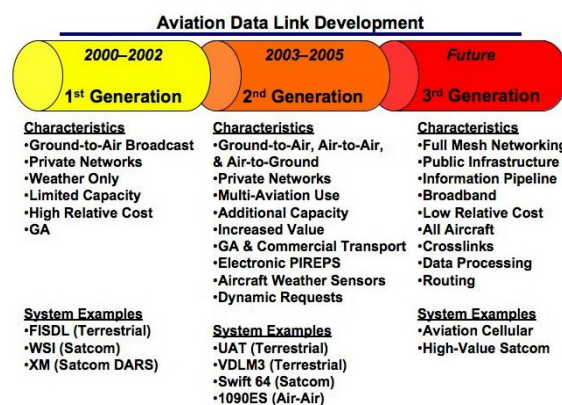 Aviation Data Link Development
2000–2002
1st Generation
2003–2005
2nd Generation
Future
3rd Generation
Characteristics
•Ground-to-Air Broadcast
•Private Networks
•Weather Only
•Limited Capacity
•High Relative Cost
•GA
System Examples
•FISDL (Terrestrial)
•WSI (Satcom)
•XM (Satcom DARS)
Characteristics
•Ground-to-Air, Air-to-Air,
& Air-to-Ground
•Private Networks
•Multi-Aviation Use
•Additional Capacity
•Increased Value
•GA & Commercial Transport
•Electronic PIREPS
•Aircraft Weather Sensors
•Dynamic Requests
System Examples
•UAT (Terrestrial)
•VDLM3 (Terrestrial)
•Swift 64 (Satcom)
•1090ES (Air-Air)
Characteristics
•Full Mesh Networking
•Public Infrastructure
•Information Pipeline
•Broadband
•Low Relative Cost
•All Aircraft
•Crosslinks
•Data Processing
•Routing
System Examples
•Aviation Cellular
•High-Value Satcom